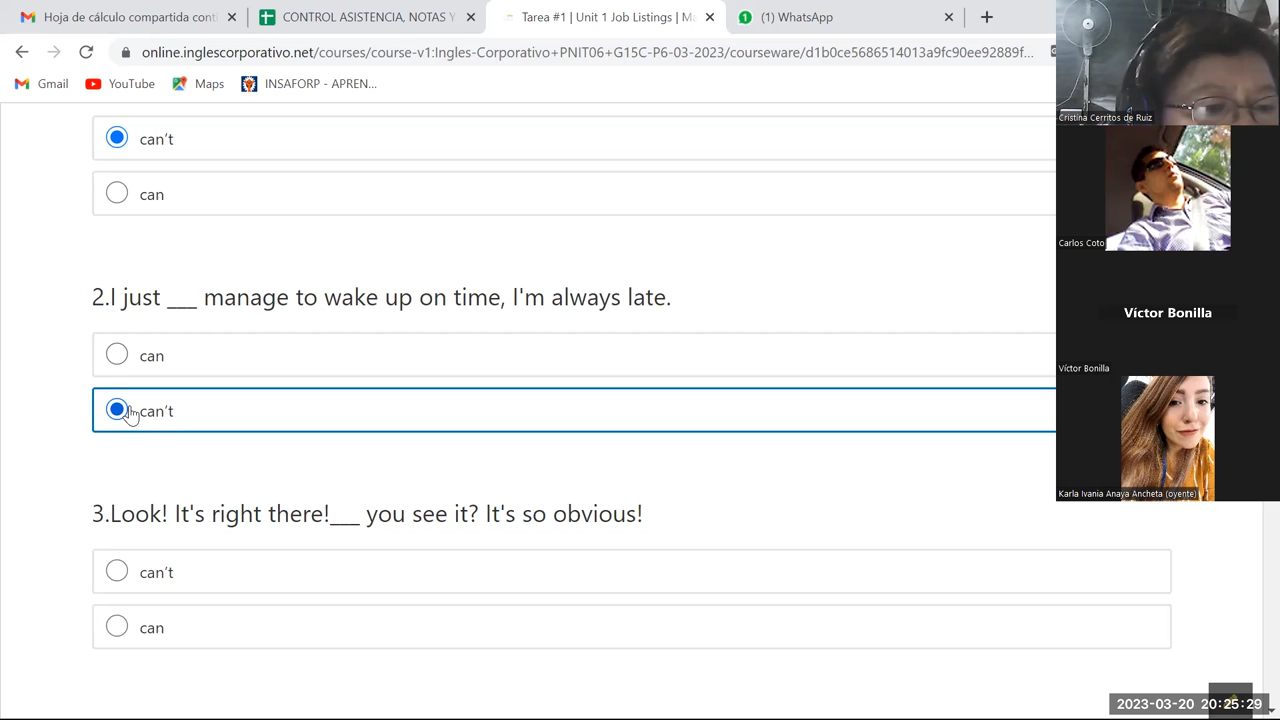 Hoja de cálculo compartida cont
CONTROL ASISTENCIA, NOTAS Y
Tarea #1 | Unit 1 Job Listings | Ma
(1) WhatsApp
online.inglescorporativo.net/courses/course-v1:Ingles-Corporativo+PNIT06+G15C-P6-03-2023/courseware/d1b0ce5686514013a9fc90ee92889f...
Gmail
YouTube
Maps
INSAFORP - APREN...
can't
can
2.I just ___ manage to wake up on time, I'm always late.
can
can't
3.Look! It's right there!___ you see it? It's so obvious!
can't
can
Cristina Cerritos de Ruiz
Carlos Coto
Víctor Bonilla
Víctor Bonilla
Karla Ivania Anaya Ancheta (oyente)
2023-03-20 20:25:29